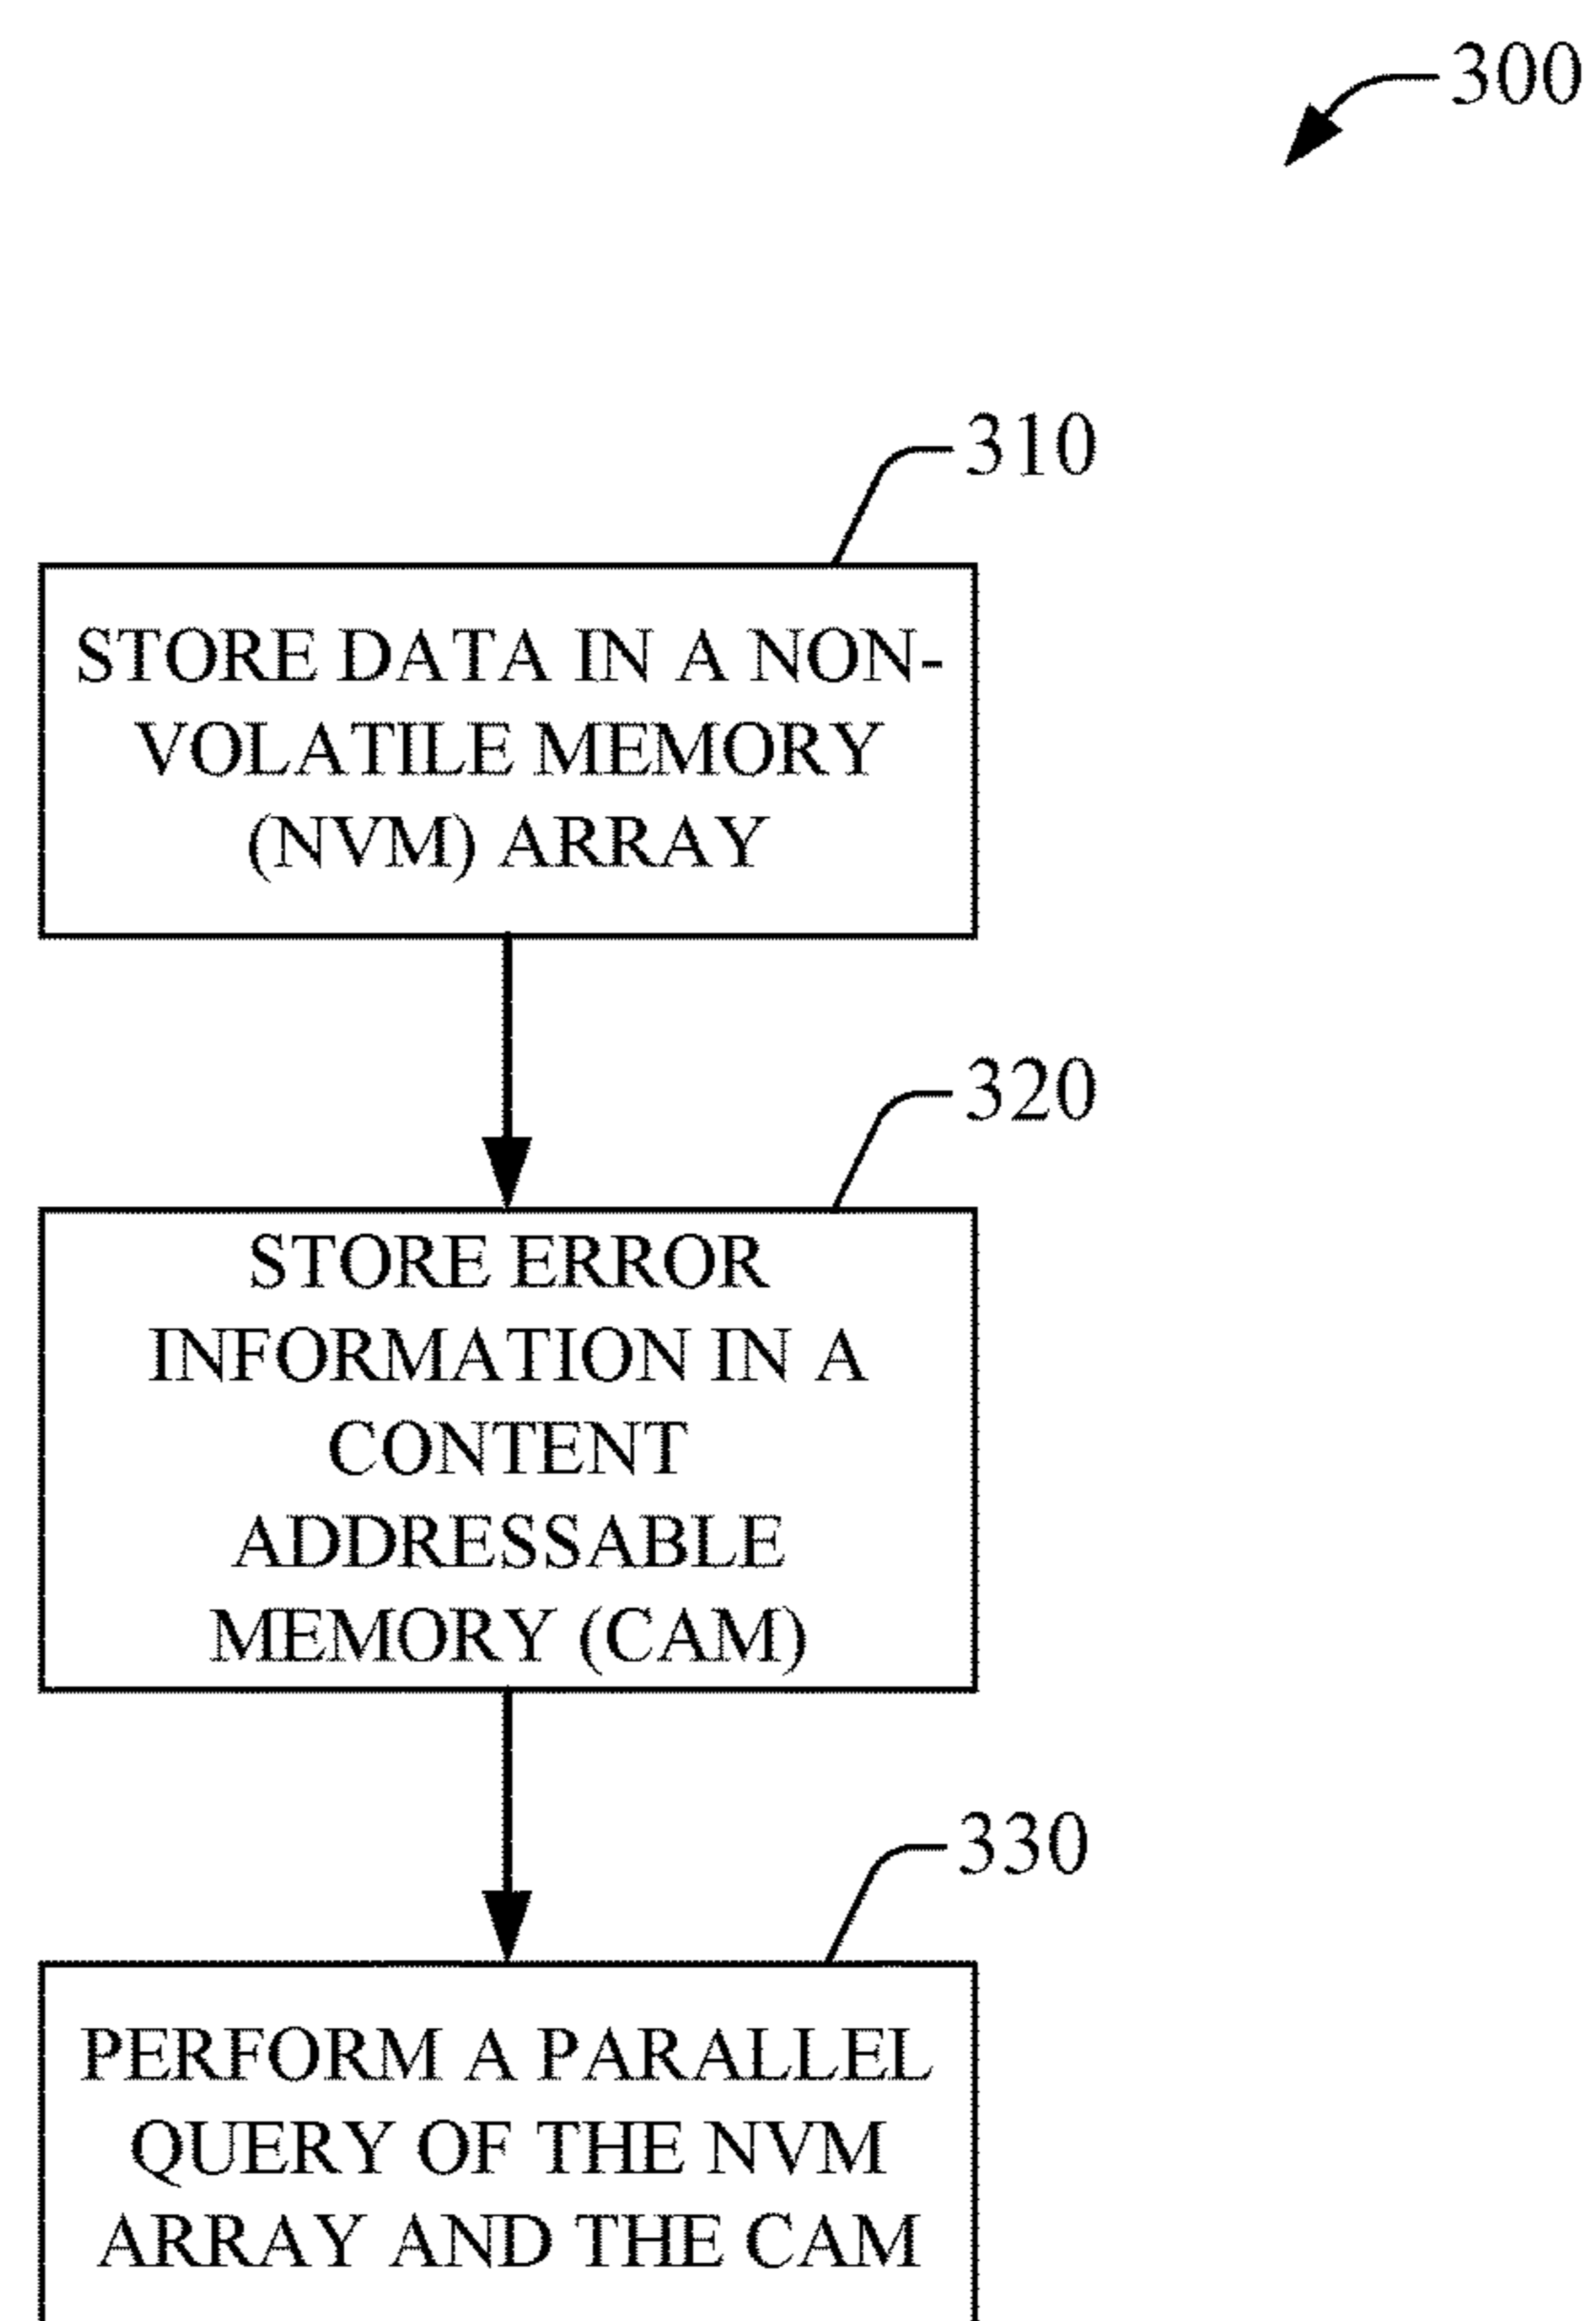 300
310
STORE DATA IN A NON-
VOLATILE MEMORY
(NVM) ARRAY
320
STORE ERROR
INFORMATION IN A
CONTENT
ADDRESSABLE
MEMORY (CAM)
330
PERFORM A PARALLEL
QUERY OF THE NVM
ARRAY AND THE CAM